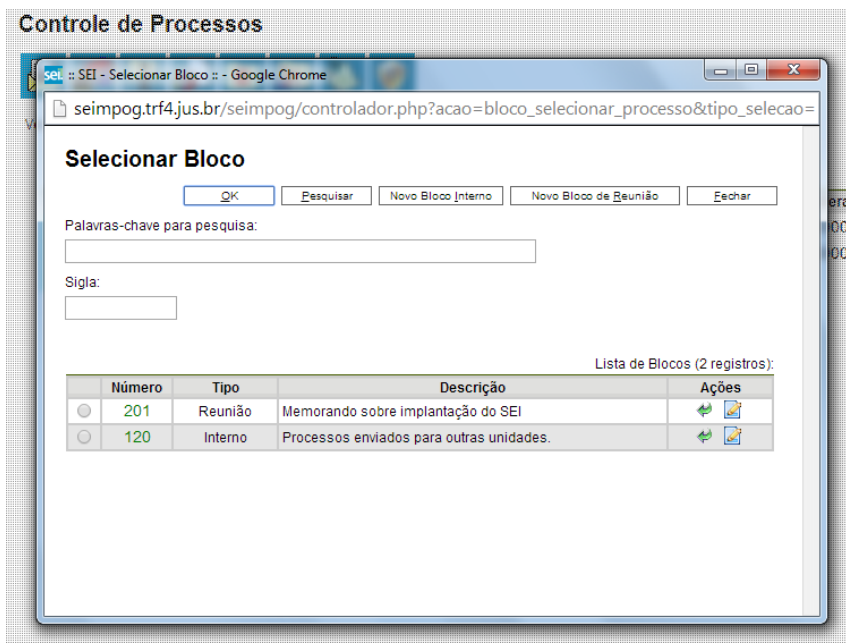 Controle de Processos
sei. :: SEI - Selecionar Bloco :: - Google Chrome
seimpog.trf4.jus.br/seimpog/controlador.php?acao=bloco_selecionar_processo&tipo_selecao=
Selecionar Bloco
OK Pesquisar Novo Bloco Interno Novo Bloco de Reunião Fechar
Palavras-chave para pesquisa:
Sigla:
Lista de Blocos (2 registros):
Número Tipo Descrição Ações
201 Reunião Memorando sobre implantação do SEI
120 Interno Processos enviados para outras unidades.